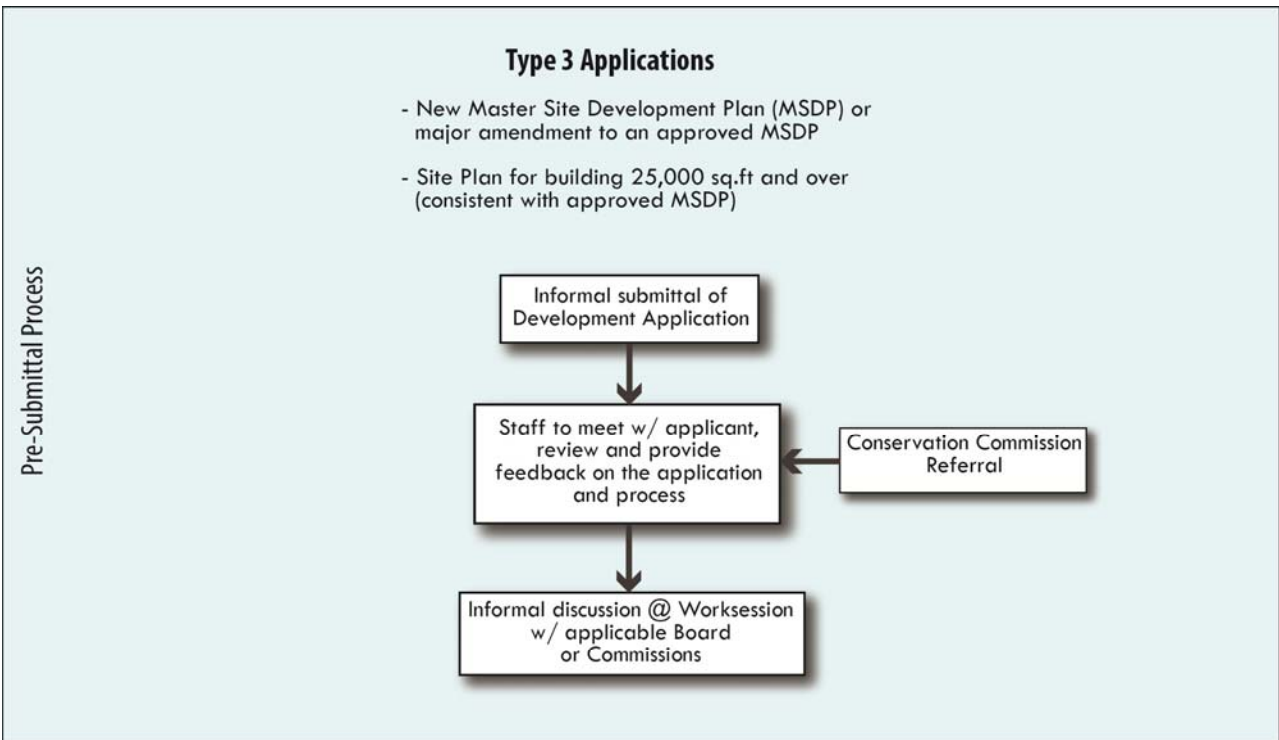 Type 3 Applications
- New Master Site Development Plan (MSDP) or
major amendment to an approved MSDP
- Site Plan for building 25,000 sq.ft and over
(consistent with approved MSDP)
Pre-Submittal Process
Informal submittal of
Development Application
Staff to meet w/ applicant,
review and provide
feedback on the application
and process
Conservation Commission
Referral
Informal discussion @ Worksession
w/ applicable Board
or Commissions